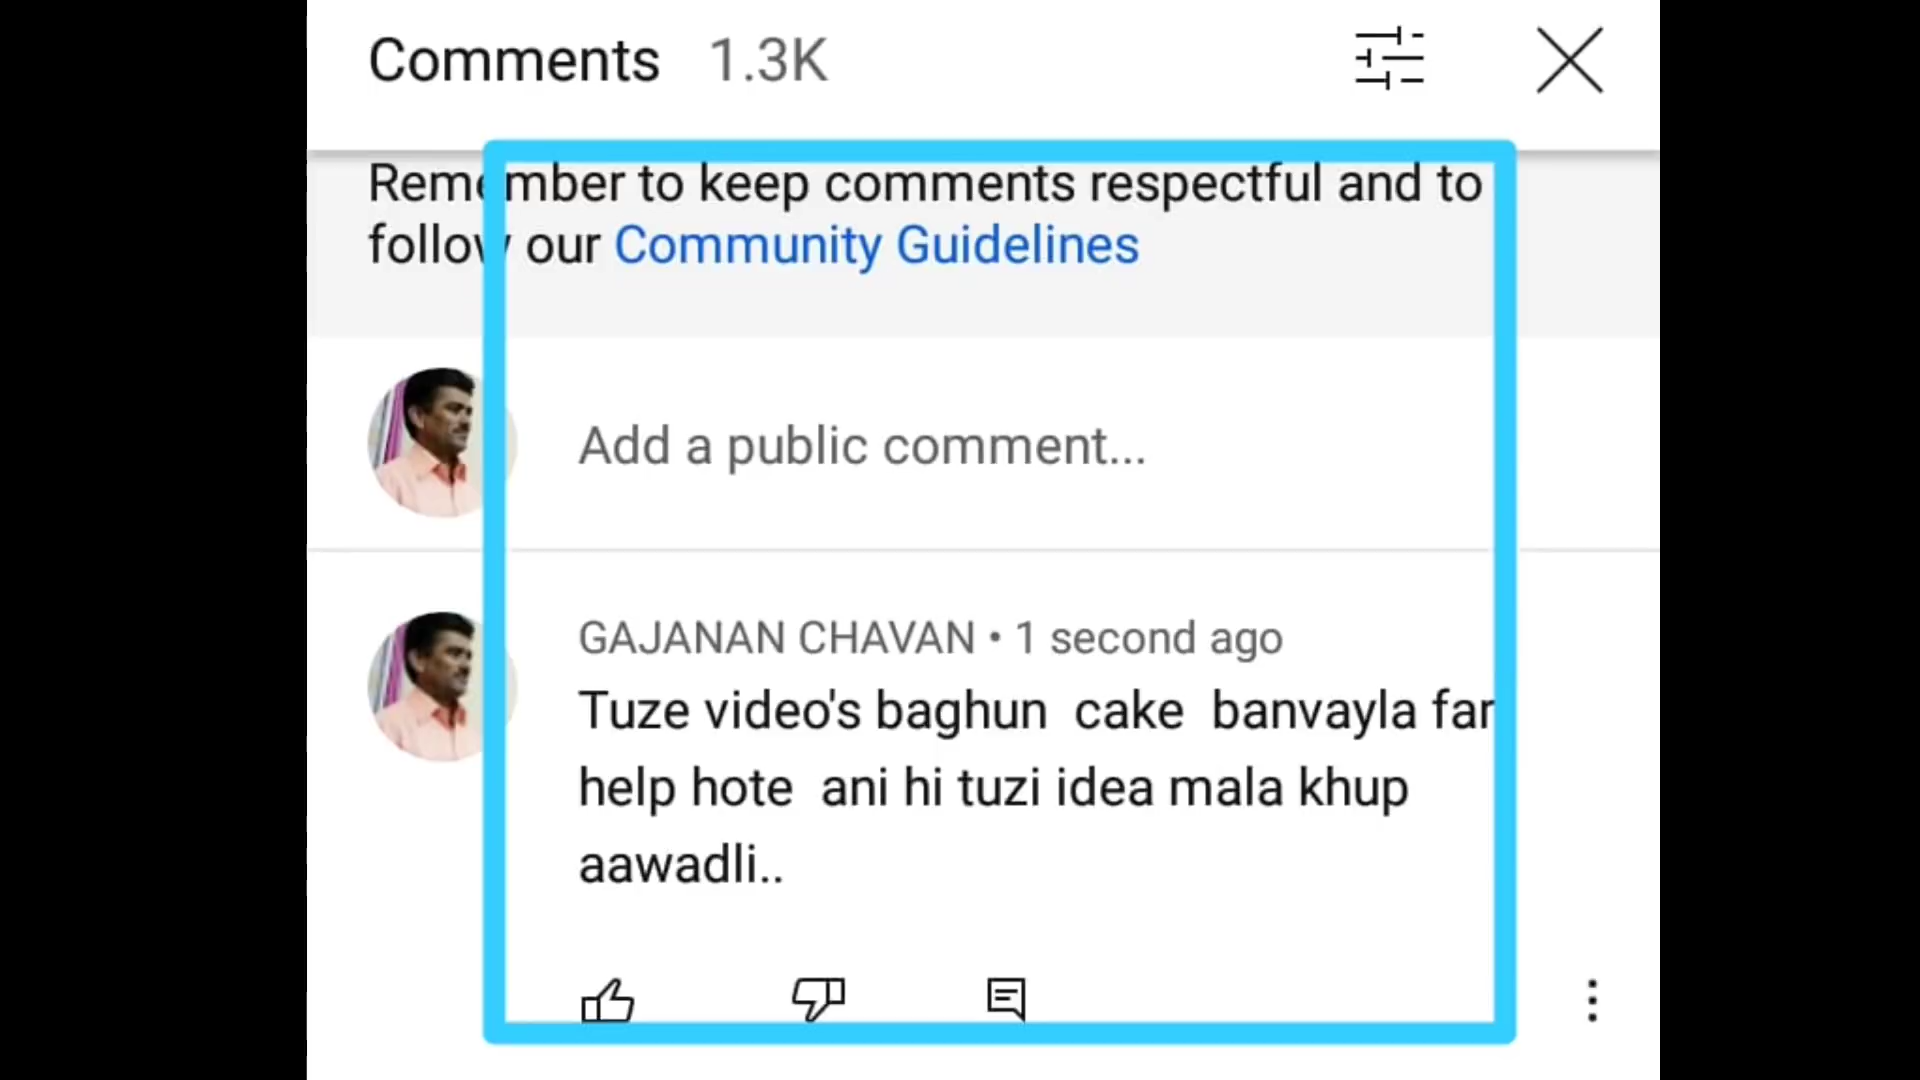 Comments 1.3K
Remember to keep comments respectful and to
follow our Community Guidelines
Add a public comment...
GAJANAN CHAVAN • 1 second ago
Tuze video's baghun cake banvayla far
help hote ani hi tuzi idea mala khup
aawadli..